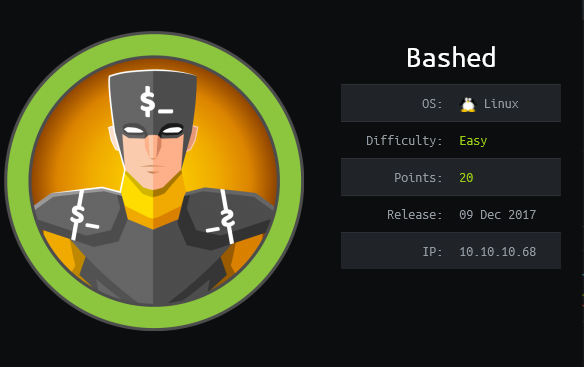 Bashed
OS: Linux
Difficulty: Easy
Points: 20
Release: 09 Dec 2017
IP: 10.10.10.68
$_
$_
$_